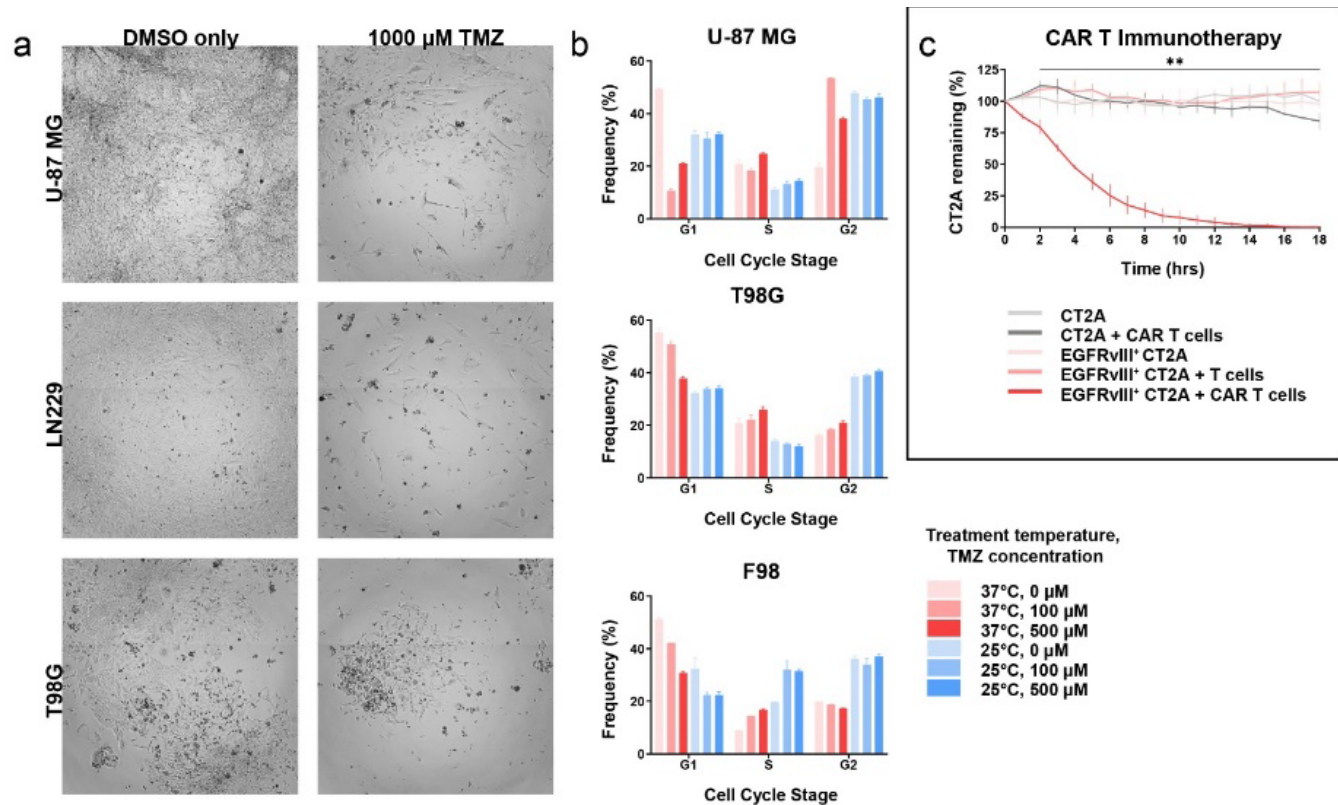 a
DMSO only
1000 µM TMZ
U-87 MG
LN229
T98G
b
U-87 MG
Frequency (%)
60
40
20
0
G1
S
G2
Cell Cycle Stage
T98G
Frequency (%)
60
40
20
0
G1
S
G2
Cell Cycle Stage
F98
Frequency (%)
60
40
20
0
G1
S
G2
Cell Cycle Stage
c
CAR T Immunotherapy
**
CT2A remaining (%)
125
100
75
50
25
0
0
2
4
6
8
10
12
14
16
18
Time (hrs)
CT2A
CT2A + CAR T cells
EGFRvIII⁺ CT2A
EGFRvIII⁺ CT2A + T cells
EGFRvIII⁺ CT2A + CAR T cells
Treatment temperature,
TMZ concentration
37°C, 0 µM
37°C, 100 µM
37°C, 500 µM
25°C, 0 µM
25°C, 100 µM
25°C, 500 µM